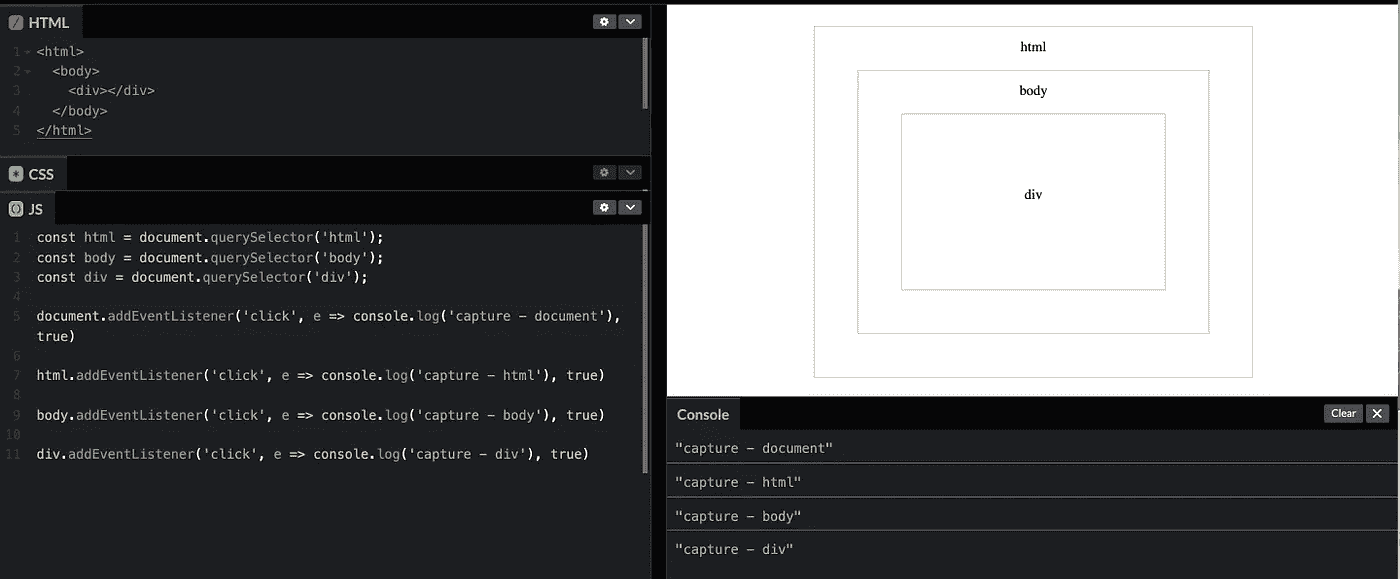 HTML
1 <html>
2 <body>
3 <div></div>
4 </body>
5 </html>
CSS
JS
1 const html = document.querySelector('html');
2 const body = document.querySelector('body');
3 const div = document.querySelector('div');
4
5 document.addEventListener('click', e => console.log('capture – document'),
true)
6
7 html.addEventListener('click', e => console.log('capture – html'), true)
8
9 body.addEventListener('click', e => console.log('capture – body'), true)
10
11 div.addEventListener('click', e => console.log('capture – div'), true)
html
body
div
Console
Clear
"capture – document"
"capture – html"
"capture – body"
"capture – div"